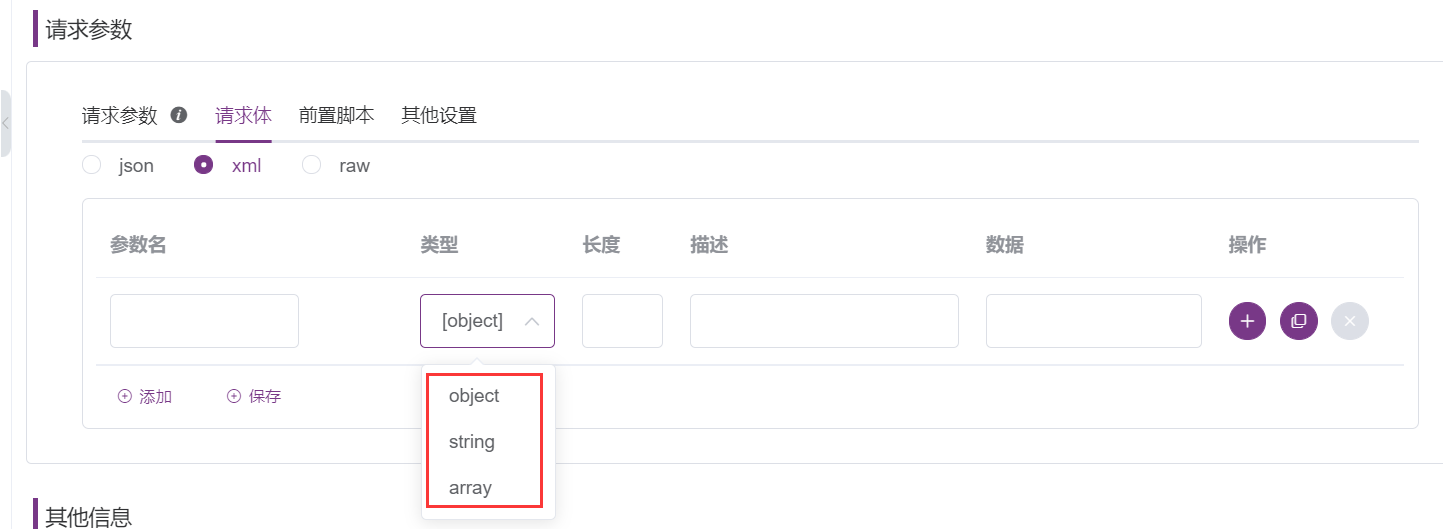 请求参数
请求参数 i 请求体 前置脚本 其他设置
json xml raw
参数名 类型 长度 描述 数据 操作
[object]
添加 保存
object
string
array
其他信息